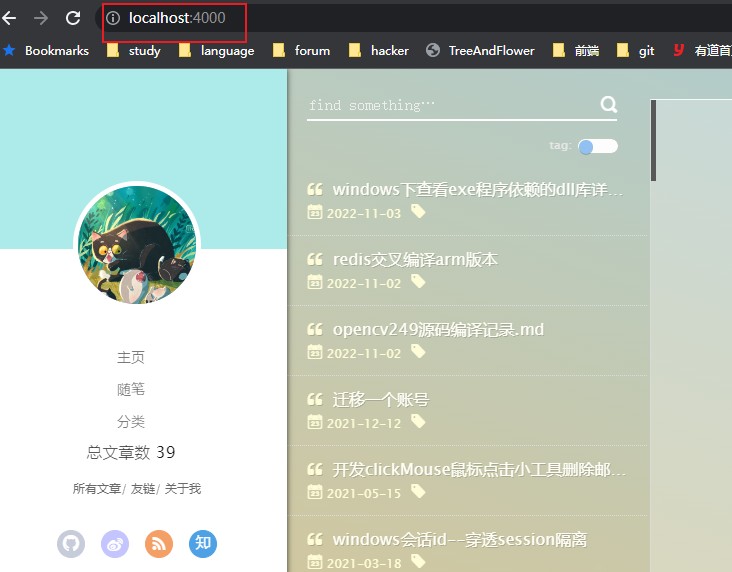 localhost:4000
Bookmarks study language forum hacker TreeAndFlower 前端 git 有道首
主页
随笔
分类
总文章数 39
所有文章/ 友链/ 关于我
知
find something…
tag:
windows下查看exe程序依赖的dll库详…
2022-11-03
redis交叉编译arm版本
2022-11-02
opencv249源码编译记录.md
2022-11-02
迁移一个账号
2021-12-12
开发clickMouse鼠标点击小工具删除邮…
2021-05-15
windows会话id--穿透session隔离
2021-03-18